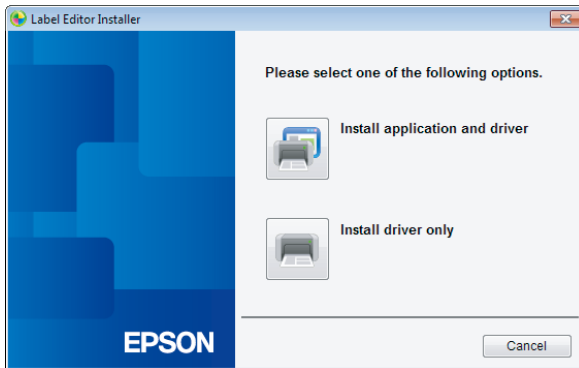 Label Editor Installer
Please select one of the following options.
Install application and driver
Install driver only
EPSON
Cancel